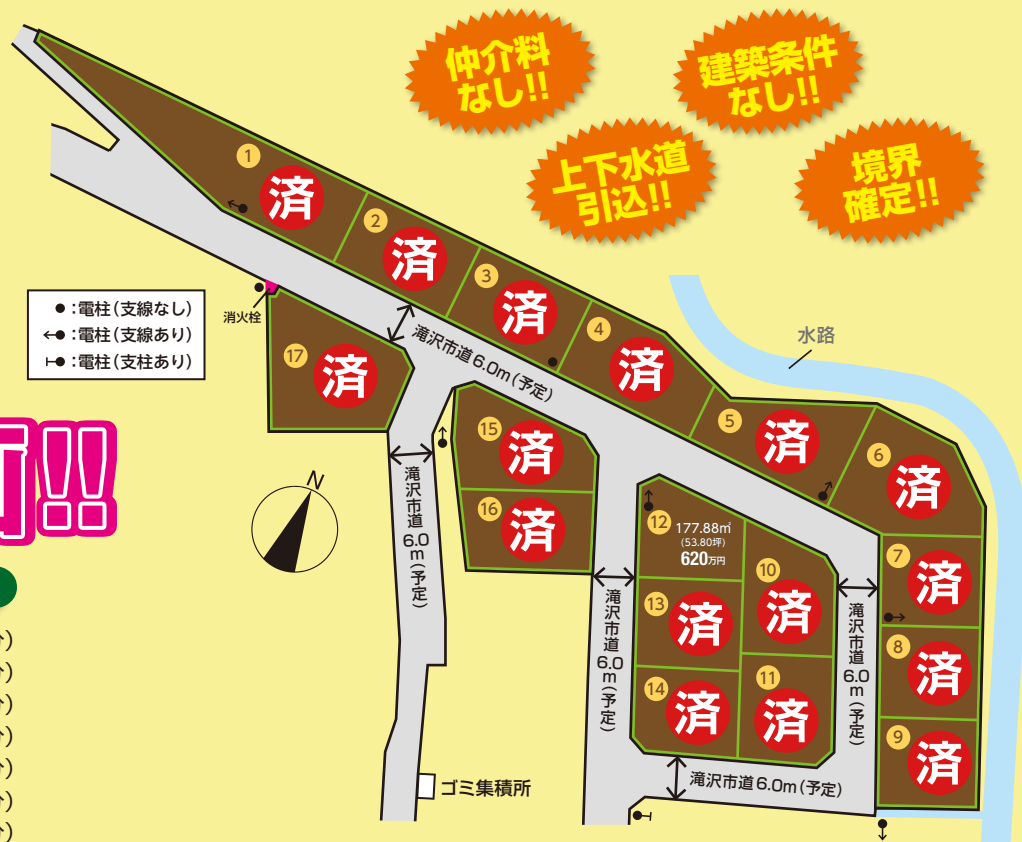 仲介料
なし!!
建築条件
なし!!
上下水道
引込!!
境界
確定!!
1
済
2
済
3
済
4
済
5
済
6
済
水路
●:電柱(支線なし)
←●:電柱(支線あり)
⊢●:電柱(支柱あり)
消火栓
17
済
滝沢市道6.0m(予定)
!!
N
滝沢市道6.0m(予定)
15
済
16
済
12
177.88㎡
(53.80坪)
620万円
10
済
13
済
14
済
11
済
7
済
8
済
9
済
滝沢市道6.0m(予定)
滝沢市道6.0m(予定)
滝沢市道6.0m(予定)
ゴミ集積所